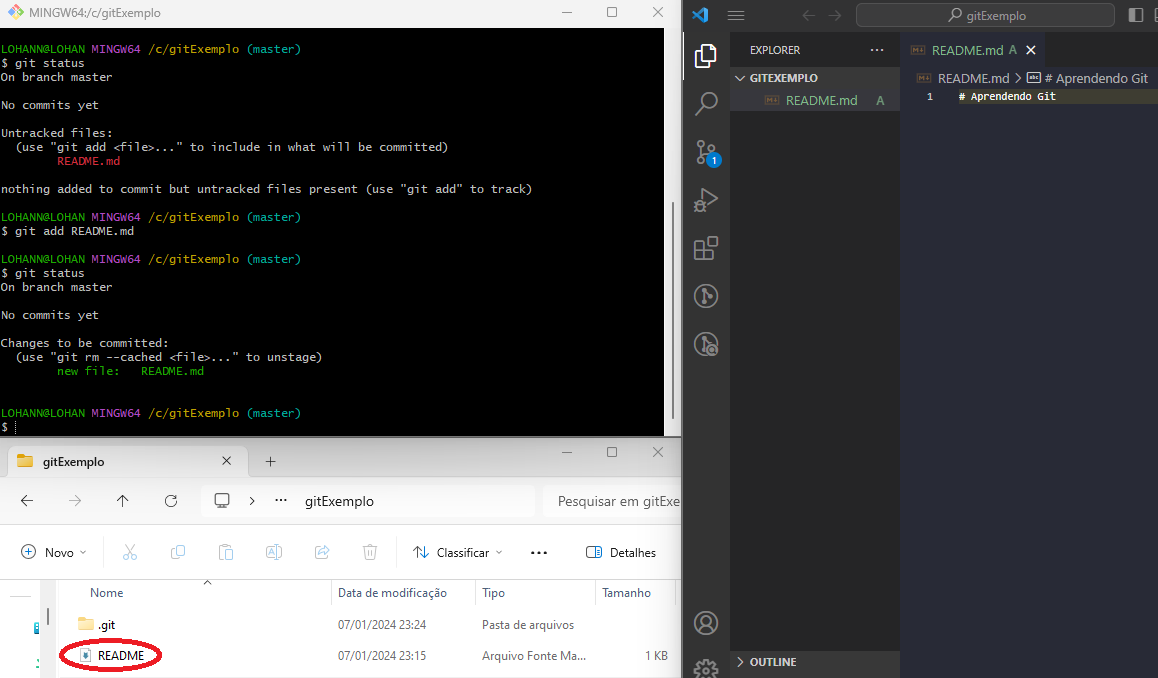 MINGW64:/c/gitExemplo
LOHANN@LOHAN MINGW64 /c/gitExemplo (master)
$ git status
On branch master
No commits yet
Untracked files:
(use "git add <file>..." to include in what will be committed)
README.md
nothing added to commit but untracked files present (use "git add" to track)
LOHANN@LOHAN MINGW64 /c/gitExemplo (master)
$ git add README.md
LOHANN@LOHAN MINGW64 /c/gitExemplo (master)
$ git status
On branch master
No commits yet
Changes to be committed:
(use "git rm --cached <file>..." to unstage)
new file:   README.md
LOHANN@LOHAN MINGW64 /c/gitExemplo (master)
$
gitExemplo
gitExemplo
Pesquisar em gitExe
Novo
Classificar
Detalhes
Nome Data de modificação Tipo Tamanho
.git 07/01/2024 23:24 Pasta de arquivos
README 07/01/2024 23:15 Arquivo Fonte Ma... 1 KB
gitExemplo
EXPLORER
GITEXEMPLO
README.md A
1
OUTLINE
README.md A
README.md > # Aprendendo Git
1 # Aprendendo Git